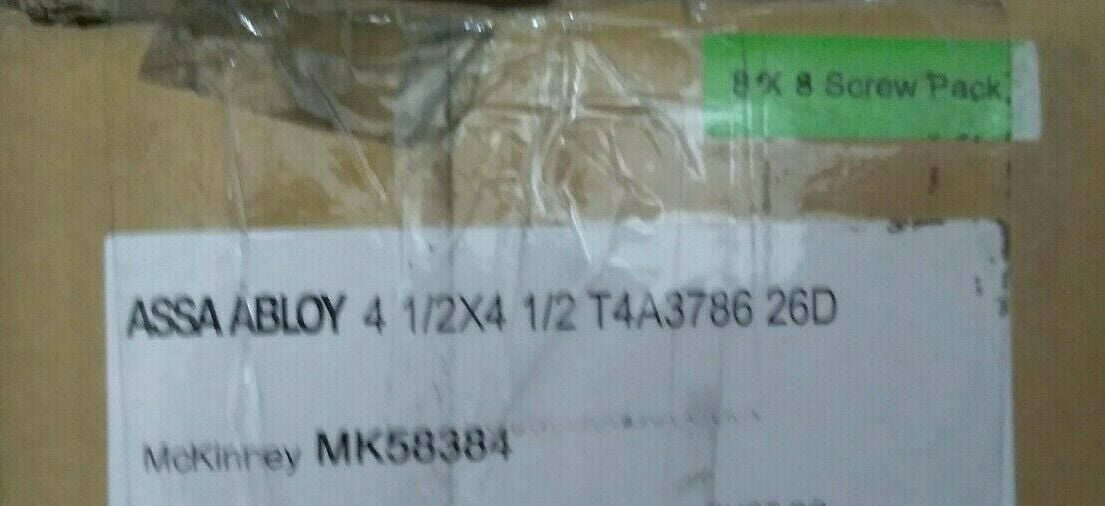 8 X 8 Screw Pack
ASSA ABLOY 4 1/2X4 1/2 T4A3786 26D
McKinney MK58384